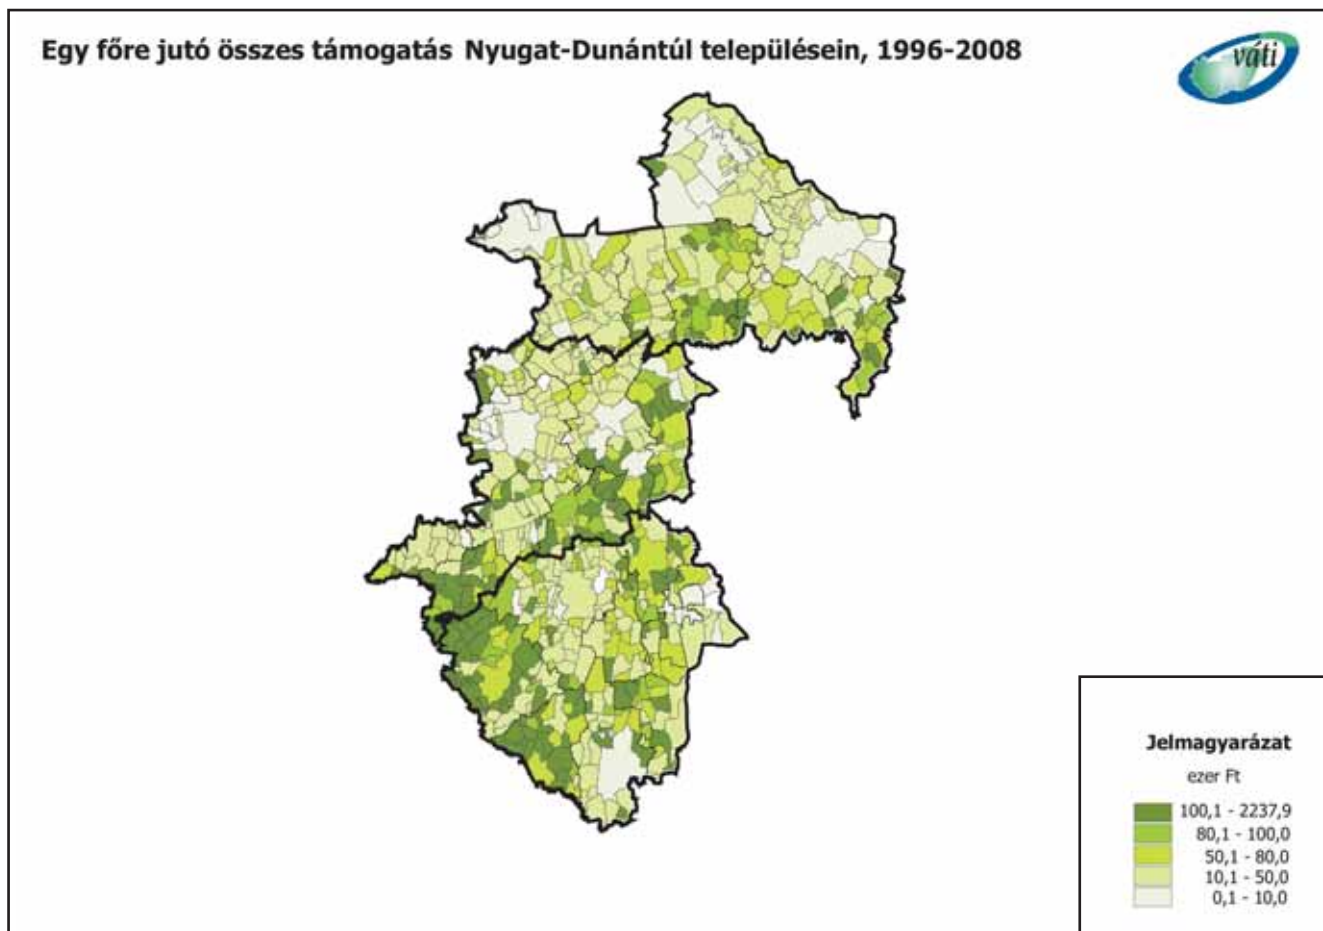 Egy főre jutó összes támogatás Nyugat-Dunántúl településein, 1996-2008
váti
Jelmagyarázat
ezer Ft
100,1 - 2237,9
80,1 - 100,0
50,1 - 80,0
10,1 - 50,0
0,1 - 10,0